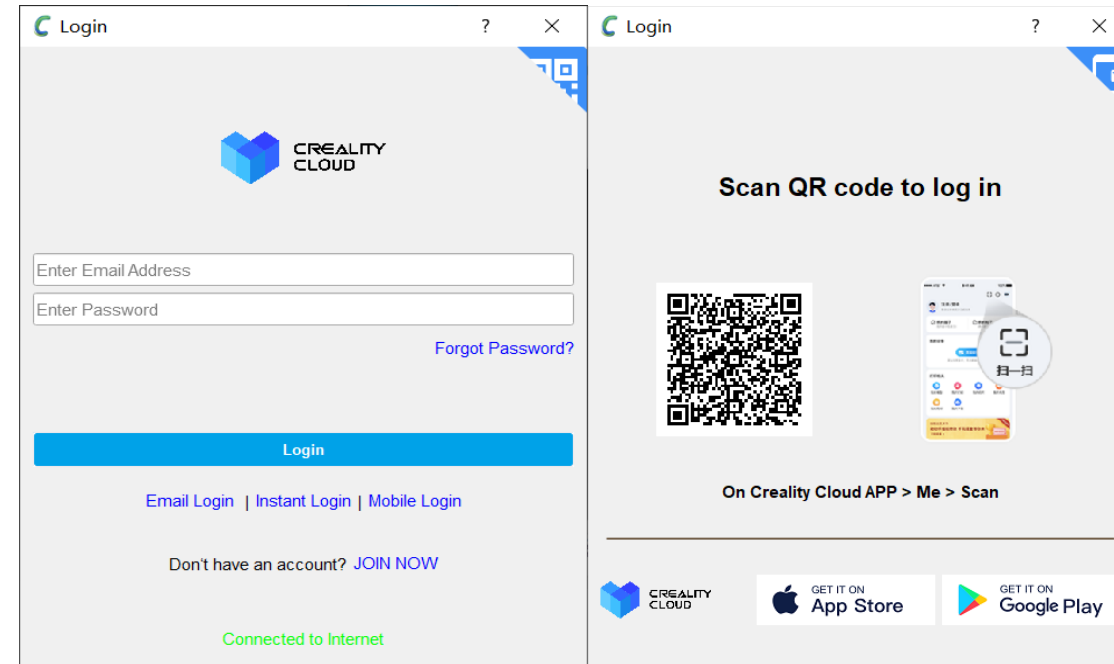 Login
?
CREALITY
CLOUD
Enter Email Address
Enter Password
Forgot Password?
Login
Email Login | Instant Login | Mobile Login
Don't have an account? JOIN NOW
Connected to Internet
Login
?
Scan QR code to log in
扫一扫
On Creality Cloud APP > Me > Scan
CREALITY
CLOUD
GET IT ON
App Store
GET IT ON
Google Play